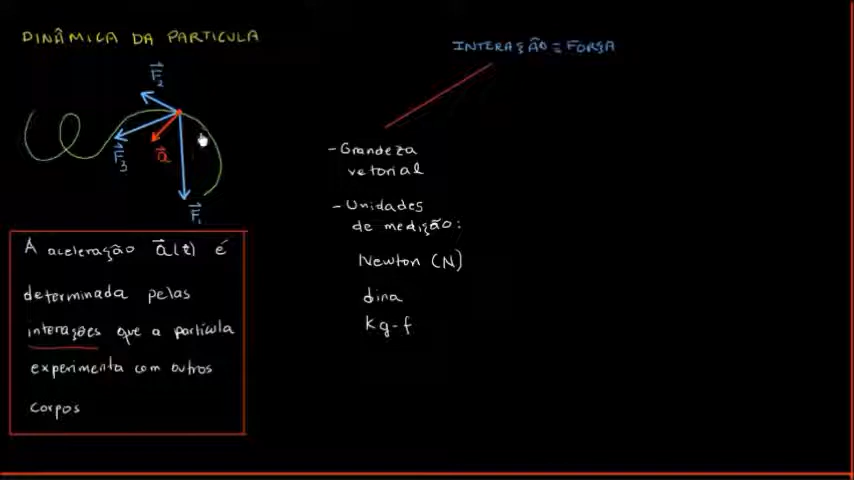 DINÂMICA DA PARTICULA
INTERAÇÃO = FORÇA
F₂
F₃
a
F₁
- Grandeza
vetorial
- Unidades
de medição:
Newton (N)
dina
kg-f
A aceleração a(t) é
determinada pelas
interações que a partícula
experimenta com outros
corpos